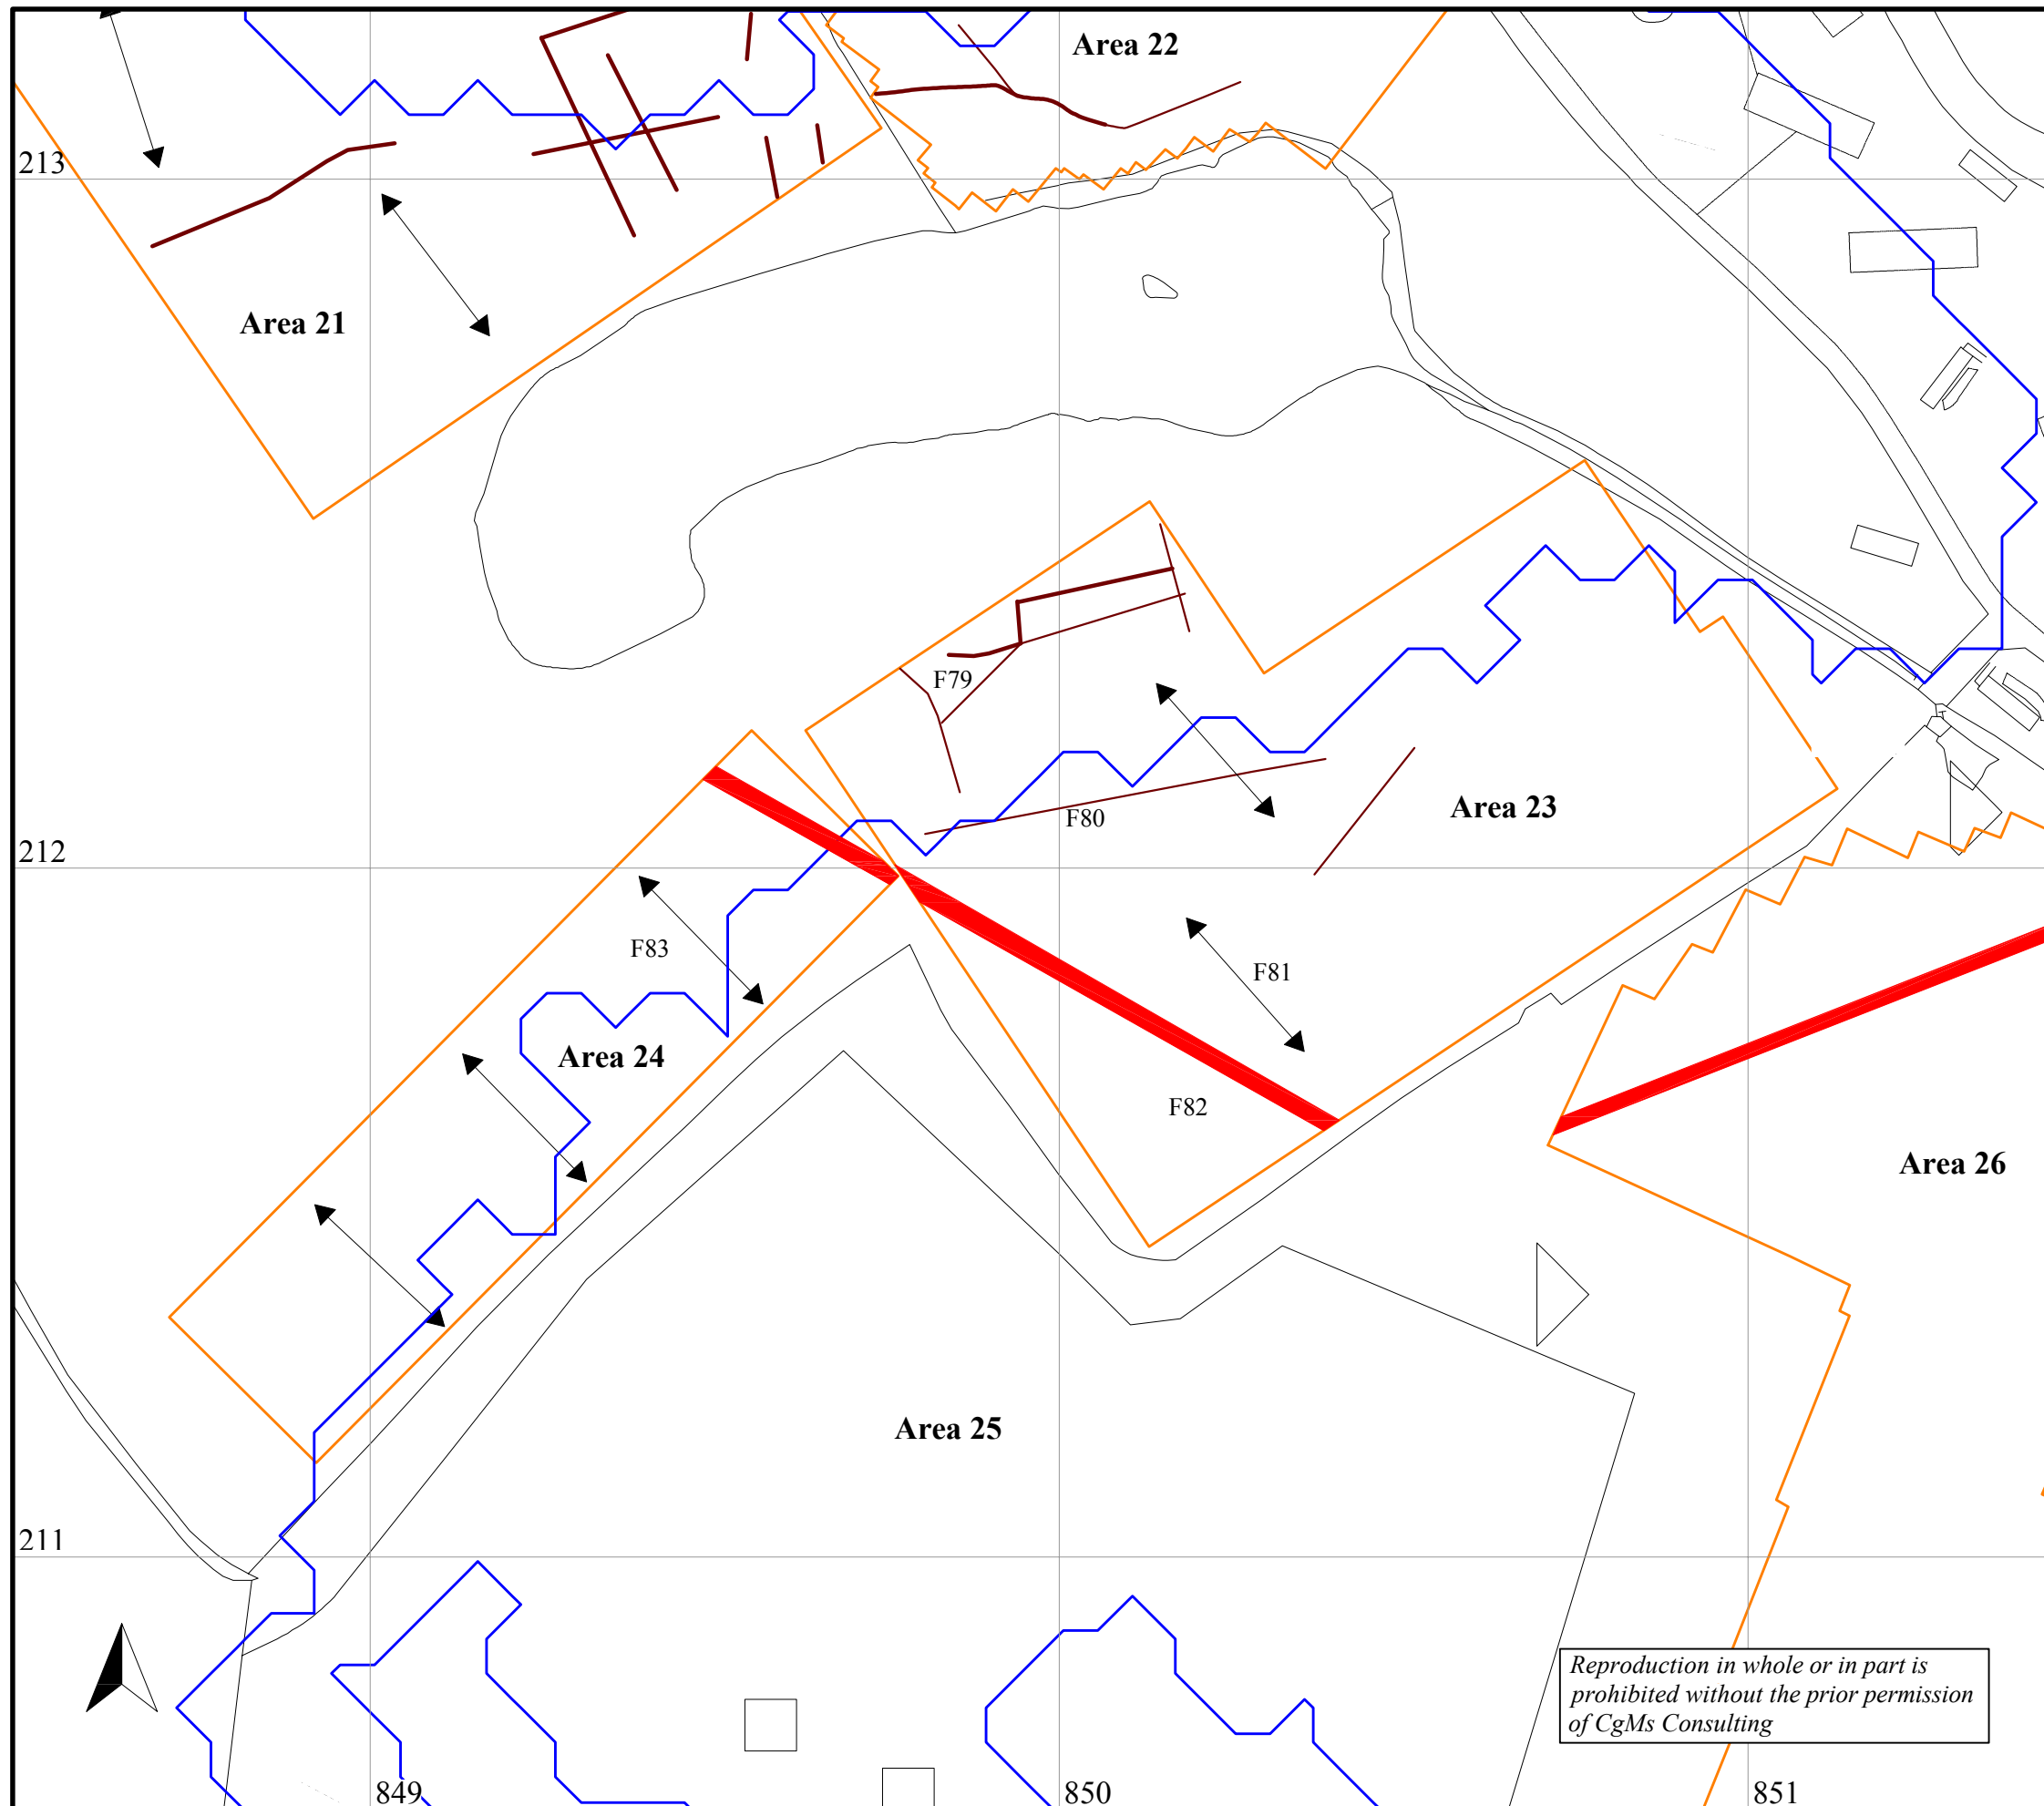 Area 22
213
Area 21
F79
Area 23
F80
212
F83
F81
Area 24
F82
Area 26
Area 25
211
Reproduction in whole or in part is
prohibited without the prior permission
of CgMs Consulting
849
850
851